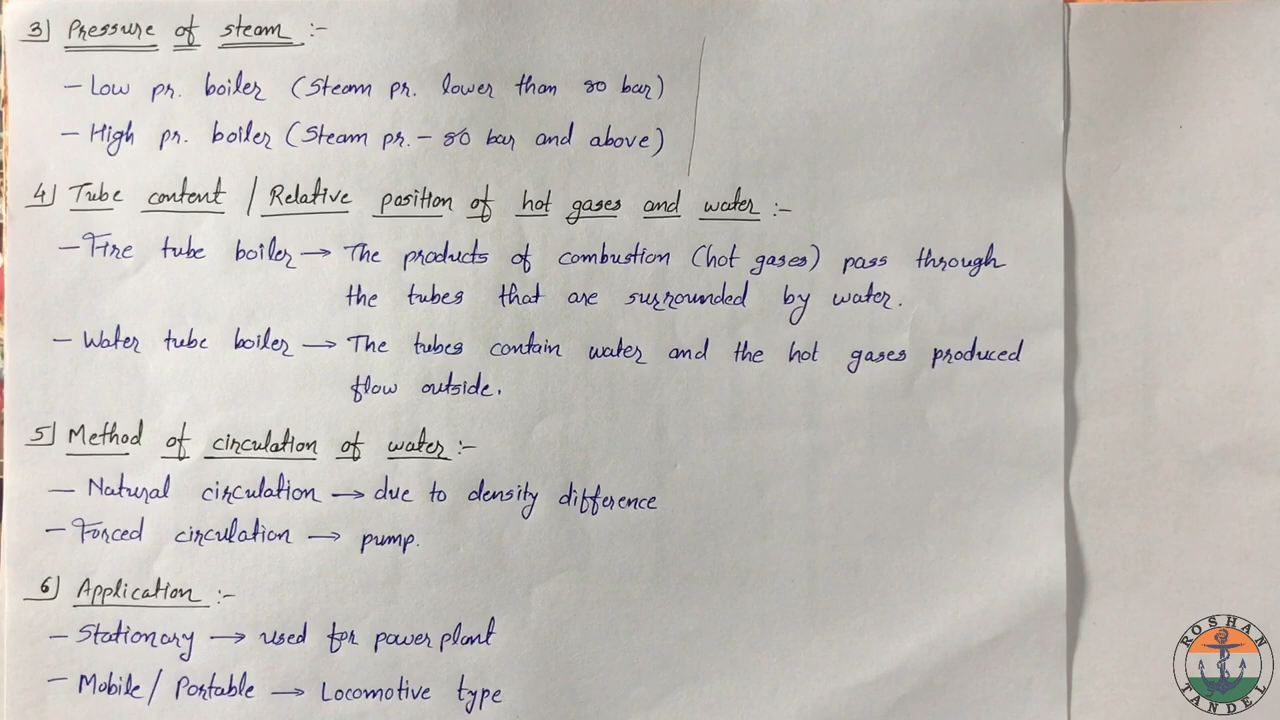 3) Pressure of steam :-
- Low pr. boiler (Steam pr. lower than 80 bar)
- High pr. boiler (Steam pr. - 80 bar and above)
4) Tube content / Relative position of hot gases and water :-
- Fire tube boiler → The products of combustion (hot gases) pass through
the tubes that are surrounded by water.
- Water tube boiler → The tubes contain water and the hot gases produced
flow outside.
5) Method of circulation of water :-
- Natural circulation → due to density difference
- Forced circulation → pump.
6) Application :-
- Stationary → used for power plant
- Mobile / Portable → Locomotive type
ROSHAN
TANDEL